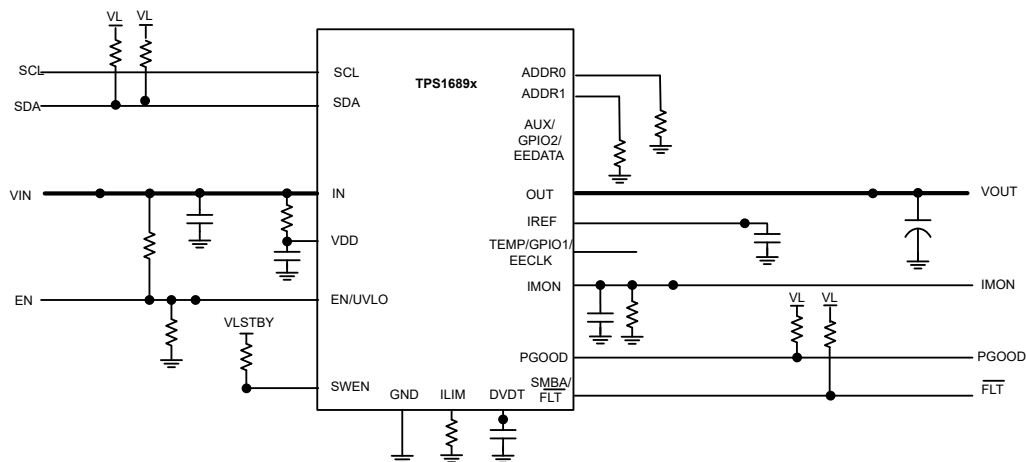 VL
VL
SCL
SDA
VIN
EN
VLSTBY
SCL
SDA
IN
VDD
EN/UVLO
SWEN
TPS1689x
GND
ILIM
DVDT
ADDR0
ADDR1
AUX/
GPIO2/
EEDATA
OUT
IREF
TEMP/GPIO1/
EECLK
IMON
PGOOD
SMBA/
FLT
VL
VL
VOUT
IMON
PGOOD
FLT